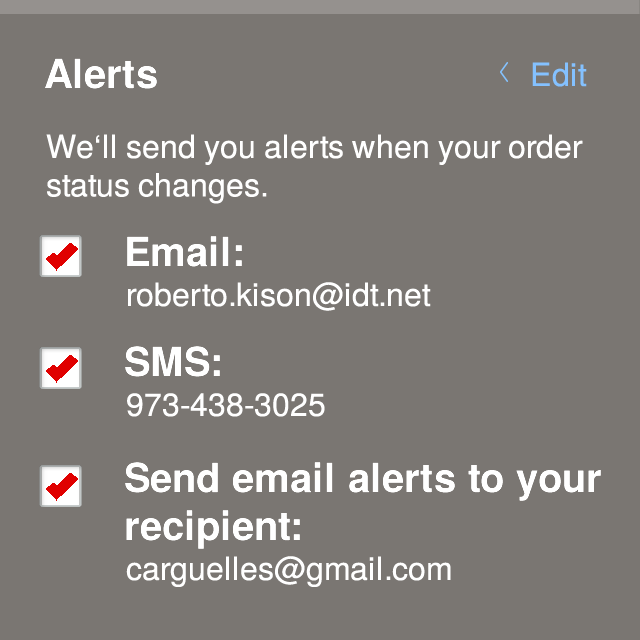 Alerts
Edit
We‘ll send you alerts when your order
status changes.
Email:
roberto.kison@idt.net
SMS:
973-438-3025
Send email alerts to your
recipient:
carguelles@gmail.com